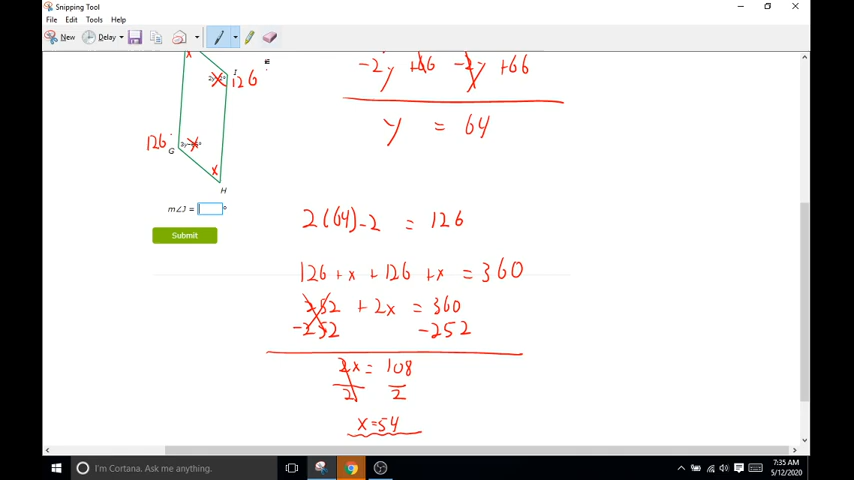 Snipping Tool
File Edit Tools Help
New Delay
-2y +66 -2y +66
y = 64
x
I
126
126
G
x
H
m∠J = °
Submit
2(64)-2 = 126
126 + x + 126 + x = 360
252 + 2x = 360
-252 -252
2x = 108
2 2
x=54
I'm Cortana. Ask me anything.
7:35 AM
5/12/2020